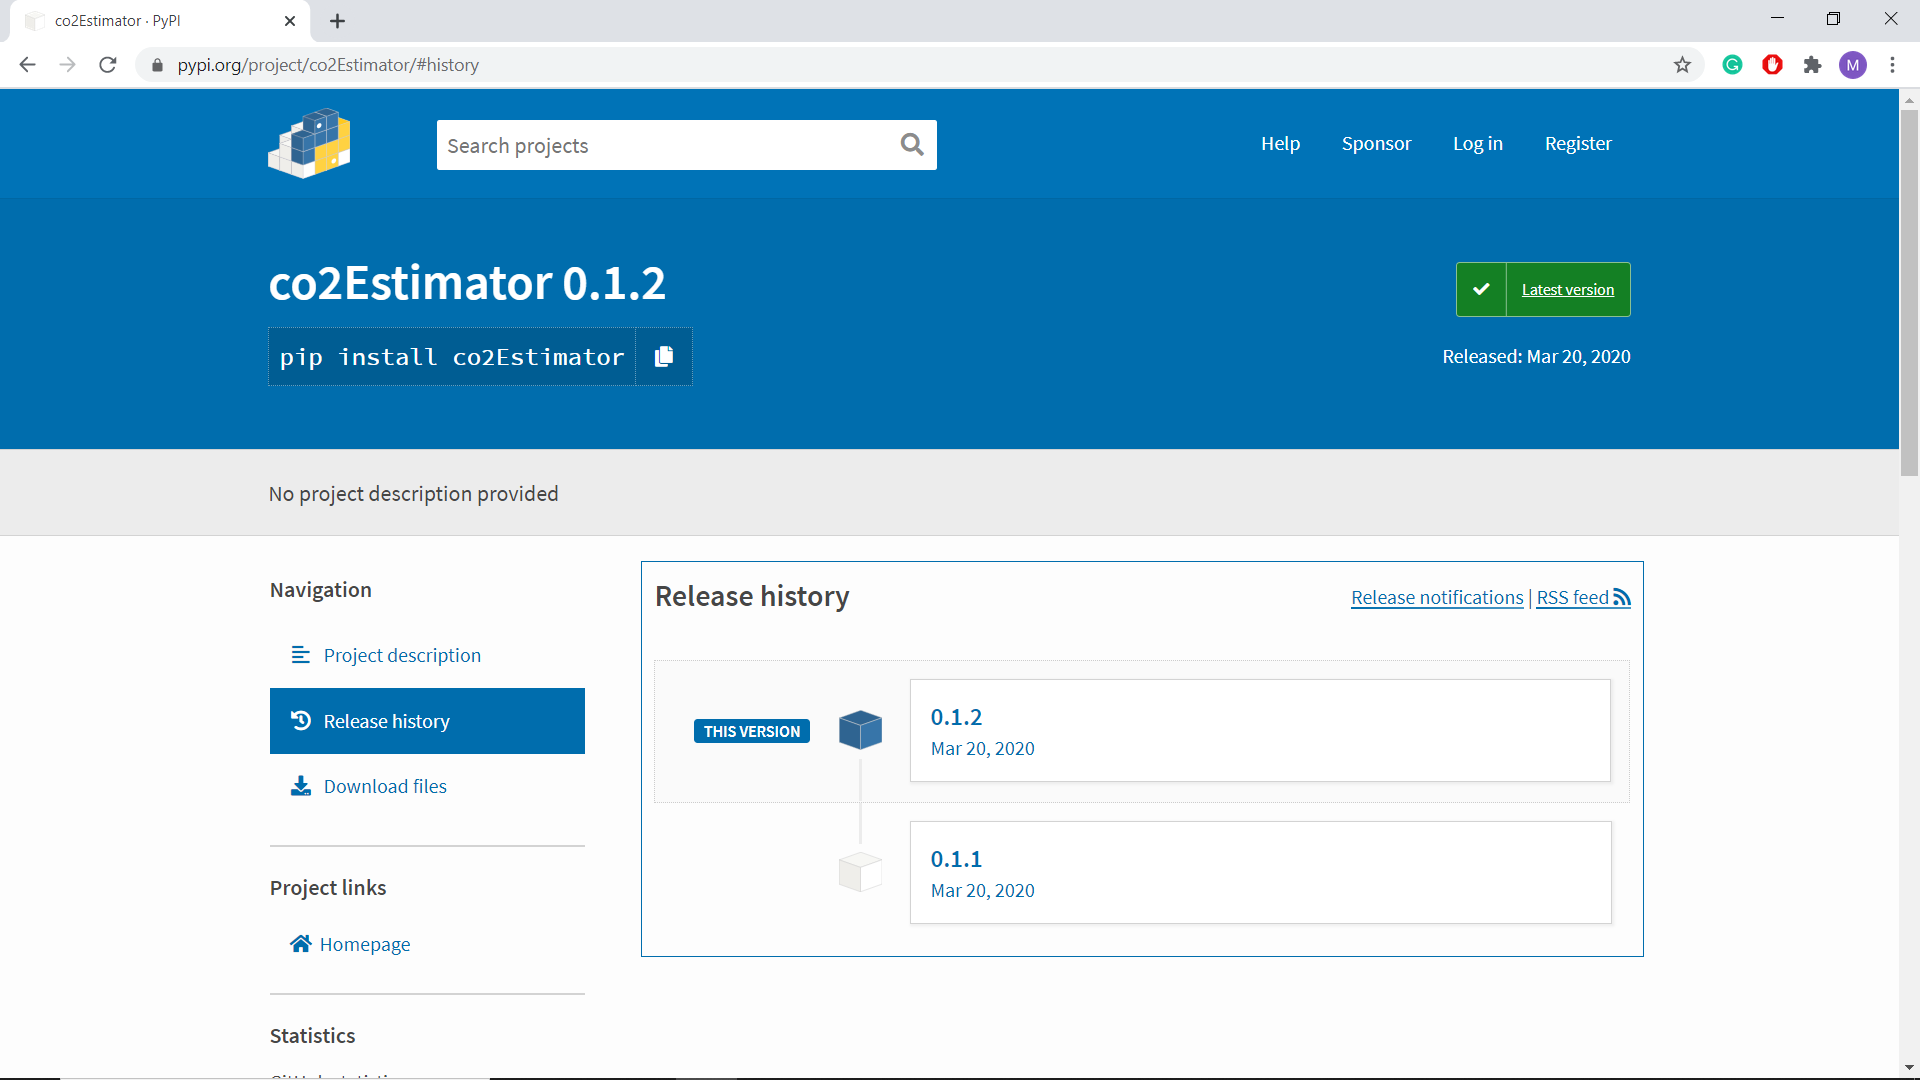 co2Estimator · PyPI
pypi.org/project/co2Estimator/#history
M
Search projects
Help
Sponsor
Log in
Register
co2Estimator 0.1.2
pip install co2Estimator
Latest version
Released: Mar 20, 2020
No project description provided
Navigation
Project description
Release history
Download files
Project links
Homepage
Statistics
Release history
Release notifications | RSS feed
THIS VERSION
0.1.2
Mar 20, 2020
0.1.1
Mar 20, 2020